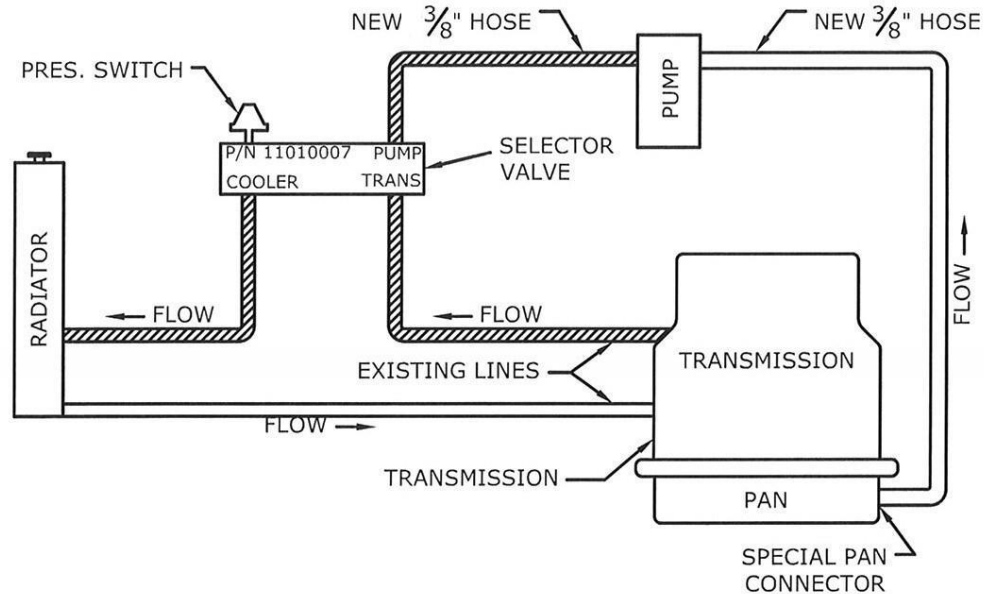 NEW 3/8" HOSE
NEW 3/8" HOSE
PRES. SWITCH
PUMP
P/N 11010007 PUMP
COOLER TRANS
SELECTOR
VALVE
RADIATOR
FLOW
FLOW
FLOW
TRANSMISSION
EXISTING LINES
FLOW
TRANSMISSION
PAN
SPECIAL PAN
CONNECTOR